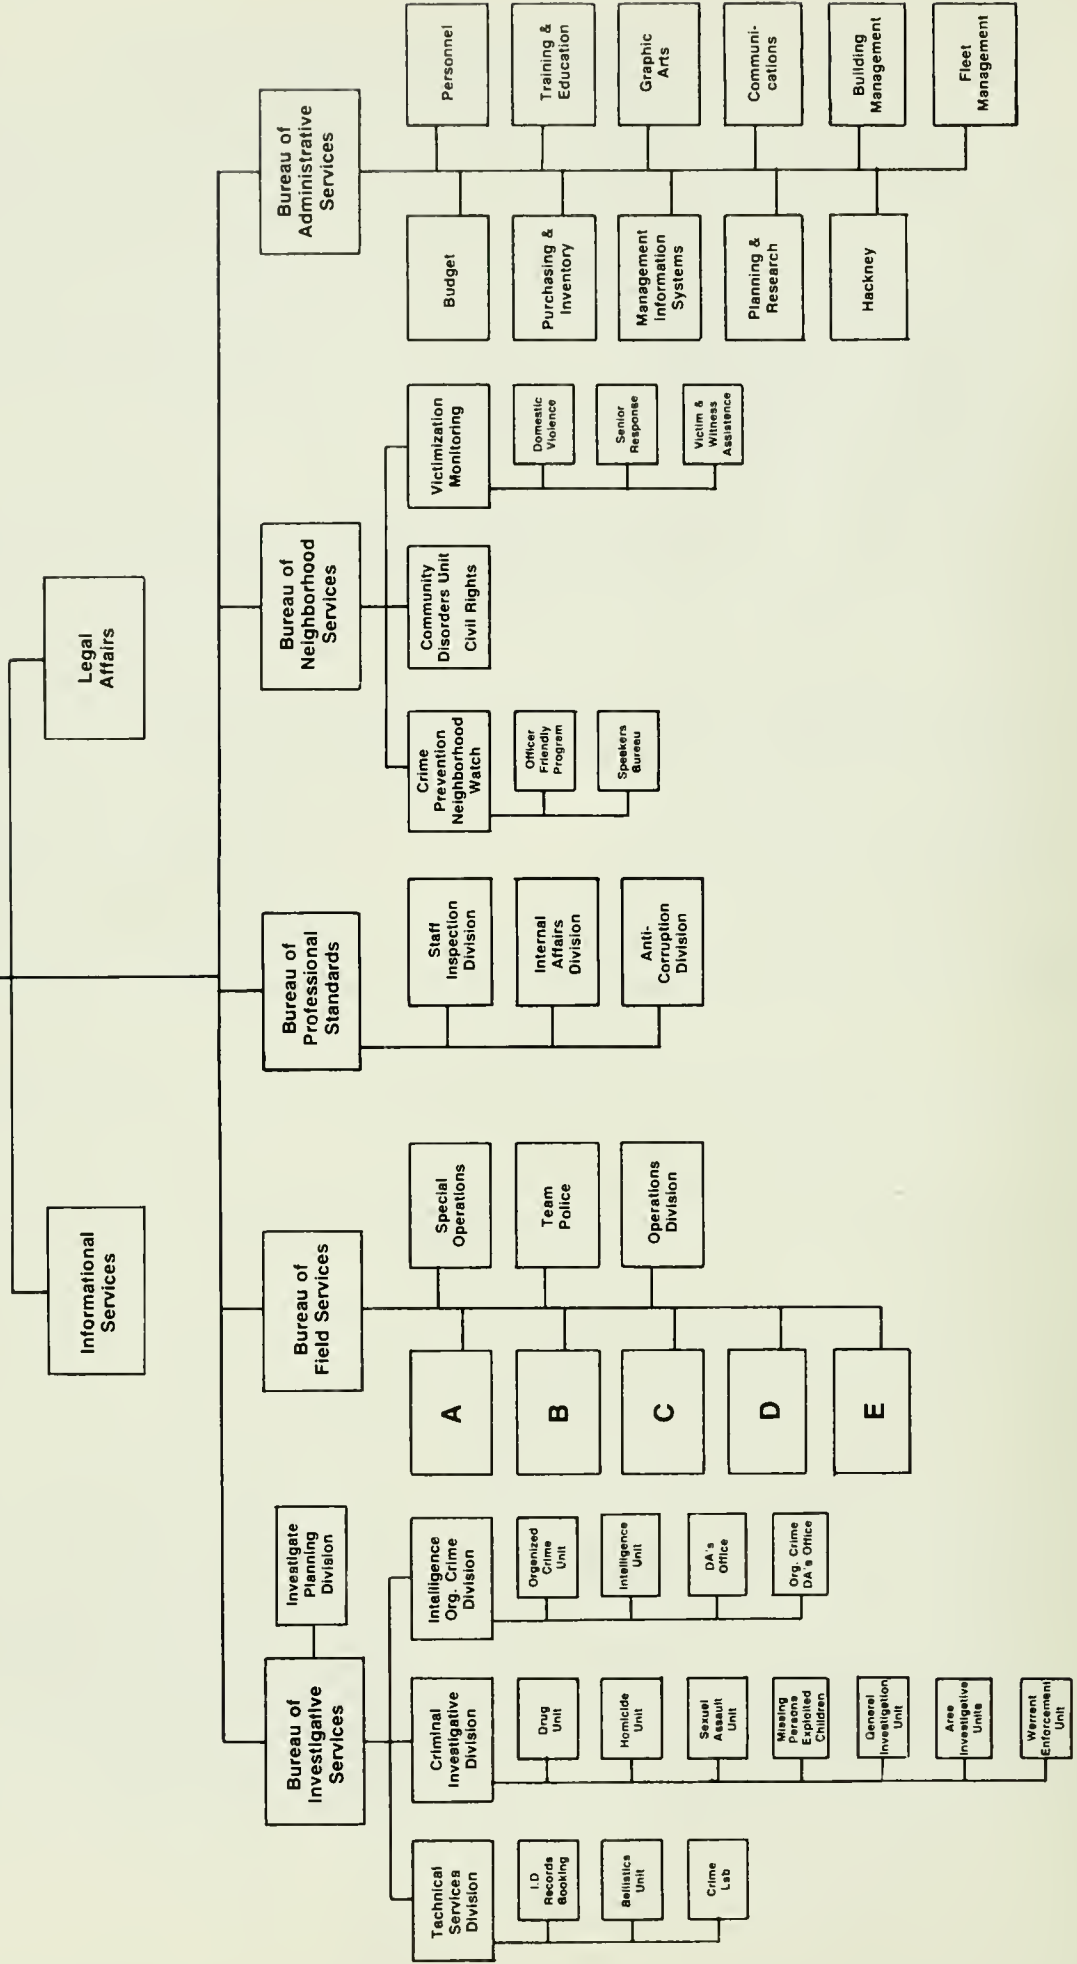 Informational
Services
Legal
Affairs
Bureau of
Investigative
Services
Investigate
Planning
Division
Bureau of
Field Services
Bureau of
Professional
Standards
Bureau of
Neighborhood
Services
Bureau of
Administrative
Services
Technical
Services
Division
I.D
Records
Booking
Ballistics
Unit
Crime
Lab
Criminal
Investigative
Division
Drug
Unit
Homicide
Unit
Sexual
Assault
Unit
Missing
Persons
Exploited
Children
General
Investigation
Unit
Area
Investigative
Units
Warrent
Enforcement
Unit
Intelligence
Org. Crime
Division
Organized
Crime
Unit
Intelligence
Unit
DA's
Office
Org. Crime
DA's Office
A
B
C
D
E
Special
Operations
Team
Police
Operations
Division
Staff
Inspection
Division
Internal
Affairs
Division
Anti-
Corruption
Division
Crime
Prevention
Neighborhood
Watch
Officer
Friendly
Program
Speakers
Bureau
Community
Disorders Unit
Civil Rights
Victimization
Monitoring
Domestic
Violence
Senior
Response
Victim &
Witness
Assistence
Budget
Purchasing &
Inventory
Management
Information
Systems
Planning &
Research
Hackney
Personnel
Training &
Education
Graphic
Arts
Communi-
cations
Building
Management
Fleet
Management